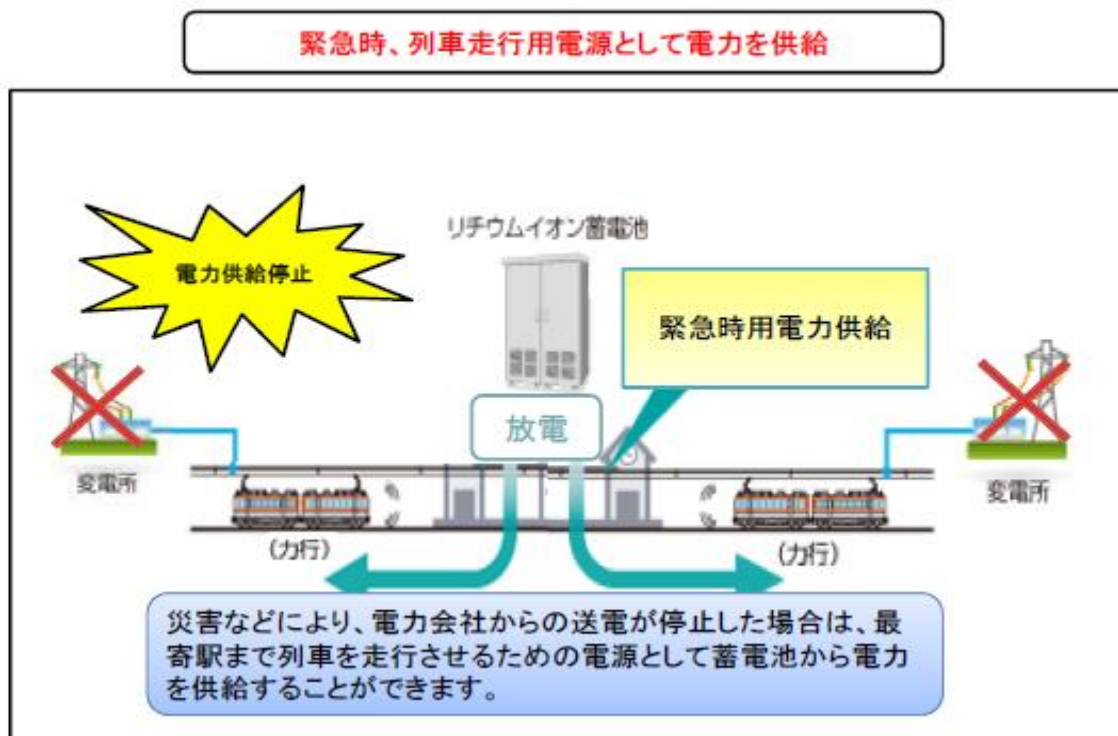 緊急時、列車走行用電源として電力を供給
リチウムイオン蓄電池
電力供給停止
緊急時用電力供給
放電
変電所
変電所
(力行)
(力行)
災害などにより、電力会社からの送電が停止した場合は、最
寄駅まで列車を走行させるための電源として蓄電池から電力
を供給することができます。